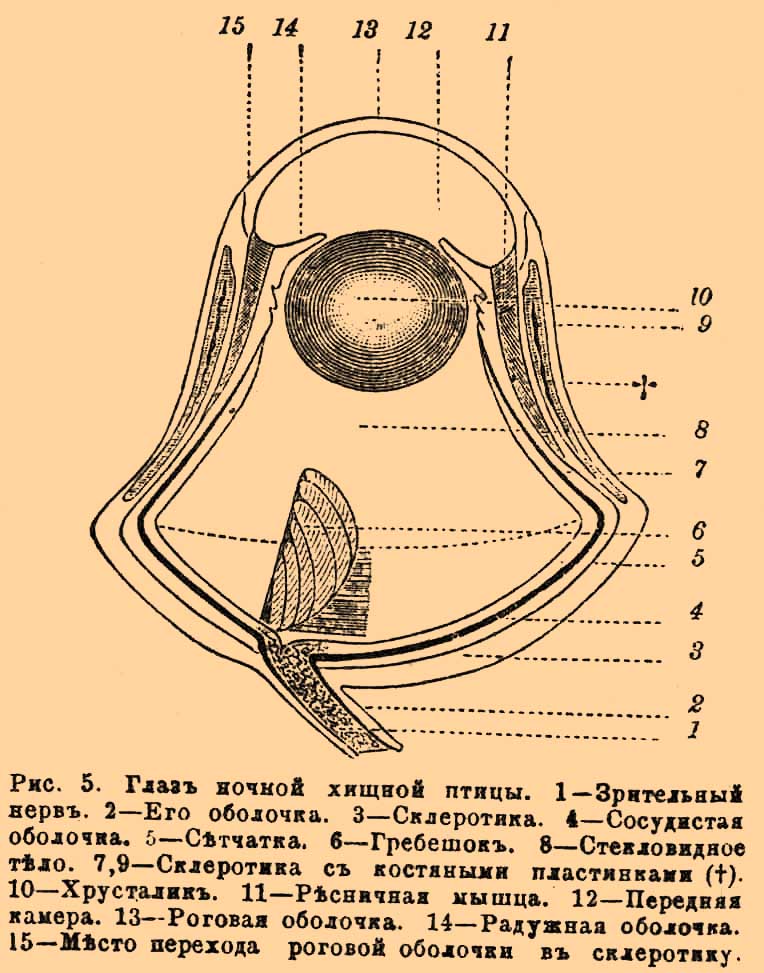 15 14 13 12 11
10
9
†
8
7
6
5
4
3
2
1
Рис. 5. Глазъ ночной хищной птицы. 1—Зрительный
нервъ. 2—Его оболочка. 3—Склеротика. 4—Сосудистая
оболочка. 5—Сѣтчатка. 6—Гребешокъ. 8—Стекловидное
тѣло. 7,9—Склеротика съ костяными пластинками (†).
10—Хрусталикъ. 11—Рѣсничная мышца. 12—Передняя
камера. 13—Роговая оболочка. 14—Радужная оболочка.
15—Мѣсто перехода роговой оболочки въ склеротику.